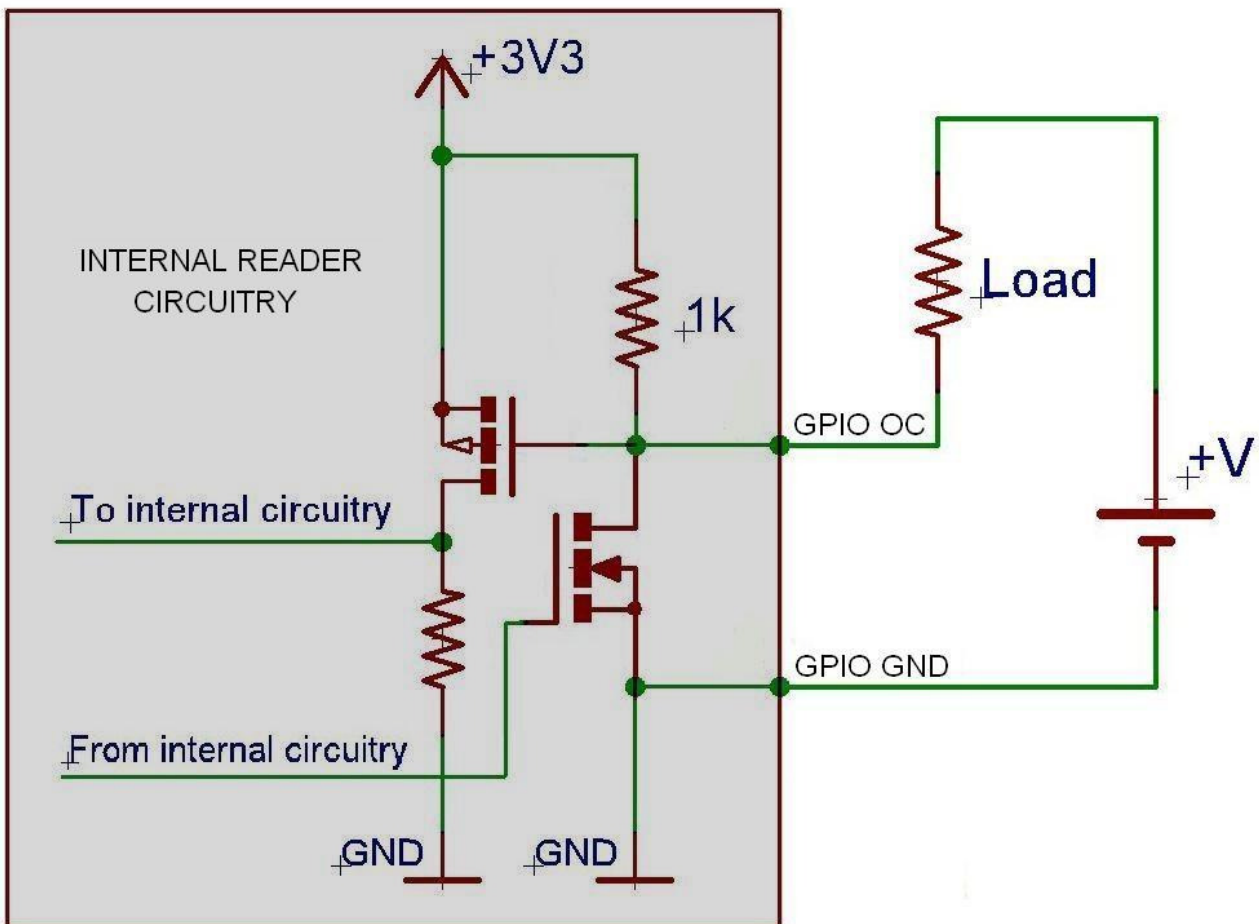 +3V3
INTERNAL READER
CIRCUITRY
1k
Load
GPIO OC
+V
To internal circuitry
GPIO GND
From internal circuitry
GND
GND